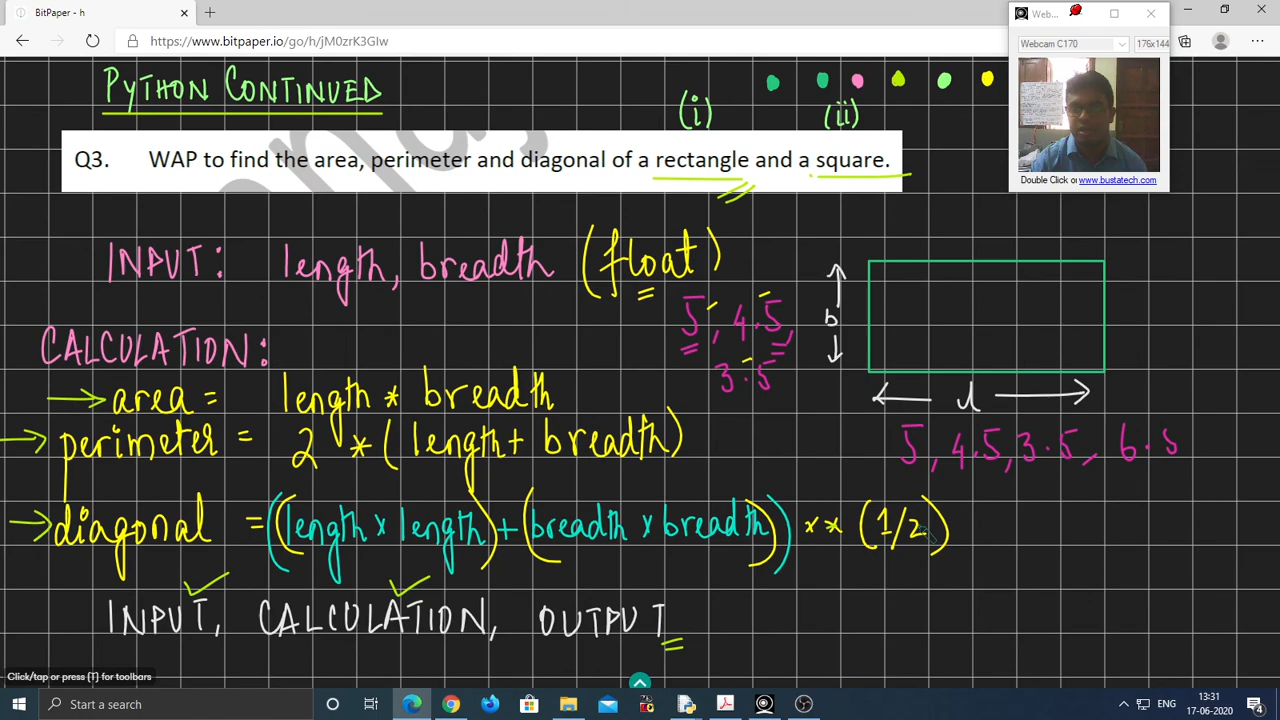 BitPaper - h
https://www.bitpaper.io/go/h/jM0zrK3GIw
Web...
Webcam C170
176x144
Double Click or www.bustatech.com
PYTHON CONTINUED
(i)
(ii)
Q3. WAP to find the area, perimeter and diagonal of a rectangle and a square.
INPUT: length, breadth (float)
5, 4.5,
3.5
b
l
5, 4.5, 3.5, 6.5
CALCULATION:
→ area = length * breadth
→ perimeter = 2 * (length + breadth)
→ diagonal = ((length × length) + (breadth × breadth)) ** (1/2)
INPUT, CALCULATION, OUTPUT
Click/tap or press (T) for toolbars
Start a search
ENG
13:31
17-06-2020
4